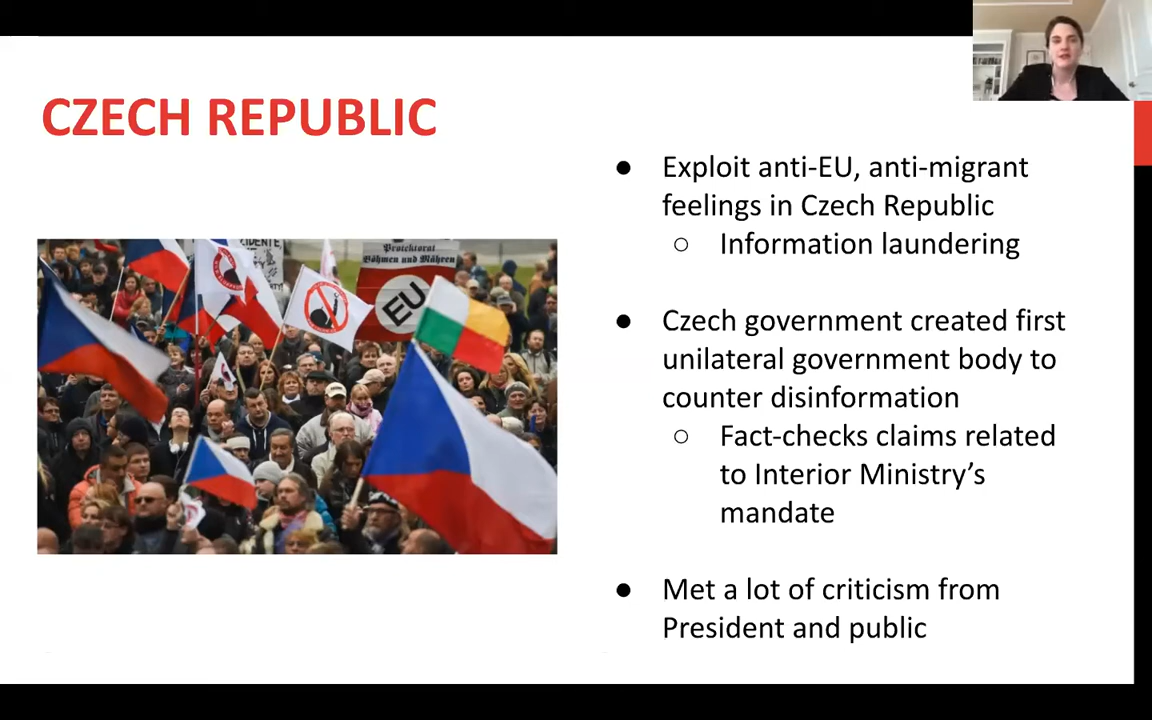 CZECH REPUBLIC
● Exploit anti-EU, anti-migrant
feelings in Czech Republic
○ Information laundering
● Czech government created first
unilateral government body to
counter disinformation
○ Fact-checks claims related
to Interior Ministry's
mandate
● Met a lot of criticism from
President and public
Protektorat
Böhmen und Mähren
EU